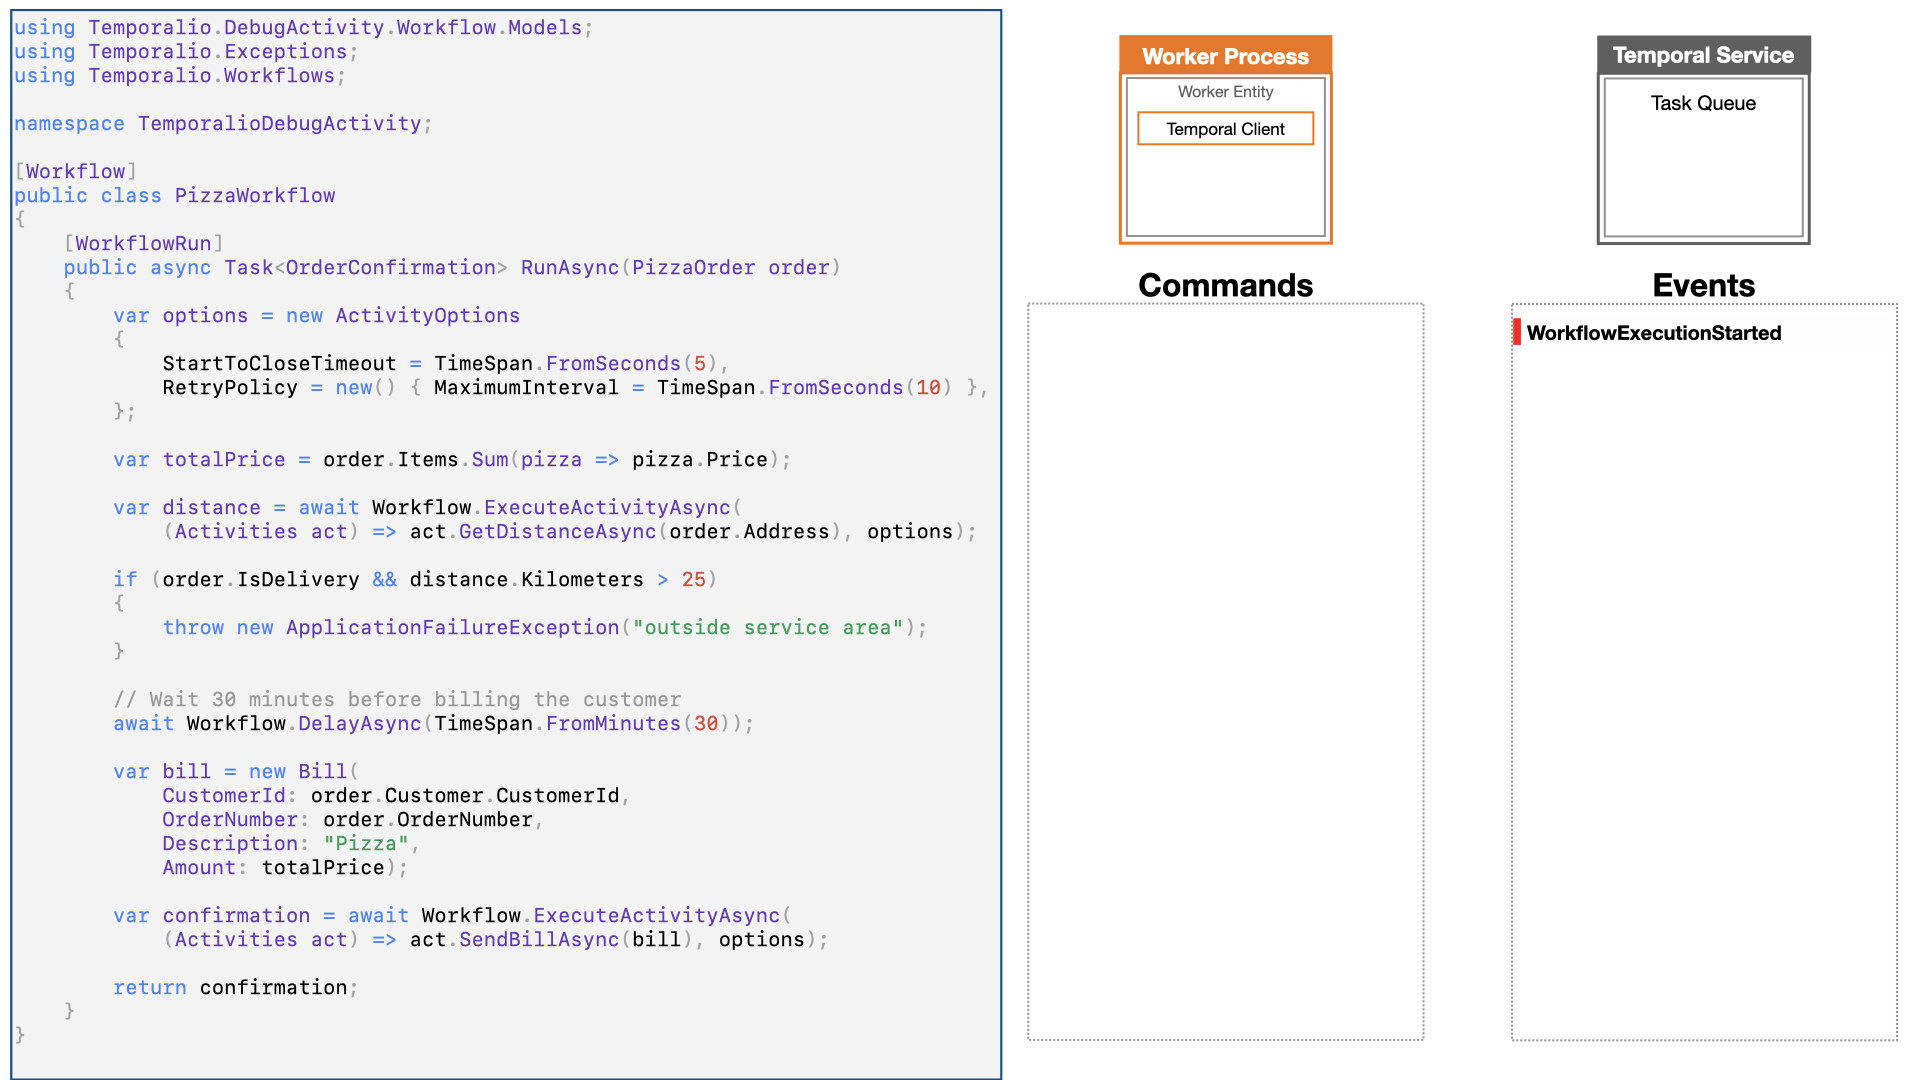 using Temporalio.DebugActivity.Workflow.Models;
using Temporalio.Exceptions;
using Temporalio.Workflows;

namespace TemporalioDebugActivity;

[Workflow]
public class PizzaWorkflow
{
    [WorkflowRun]
    public async Task<OrderConfirmation> RunAsync(PizzaOrder order)
    {
        var options = new ActivityOptions
        {
            StartToCloseTimeout = TimeSpan.FromSeconds(5),
            RetryPolicy = new() { MaximumInterval = TimeSpan.FromSeconds(10) },
        };

        var totalPrice = order.Items.Sum(pizza => pizza.Price);

        var distance = await Workflow.ExecuteActivityAsync(
            (Activities act) => act.GetDistanceAsync(order.Address), options);

        if (order.IsDelivery && distance.Kilometers > 25)
        {
            throw new ApplicationFailureException("outside service area");
        }

        // Wait 30 minutes before billing the customer
        await Workflow.DelayAsync(TimeSpan.FromMinutes(30));

        var bill = new Bill(
            CustomerId: order.Customer.CustomerId,
            OrderNumber: order.OrderNumber,
            Description: "Pizza",
            Amount: totalPrice);

        var confirmation = await Workflow.ExecuteActivityAsync(
            (Activities act) => act.SendBillAsync(bill), options);

        return confirmation;
    }
}
Worker Process
Worker Entity
Temporal Client
Temporal Service
Task Queue
Commands
Events
WorkflowExecutionStarted